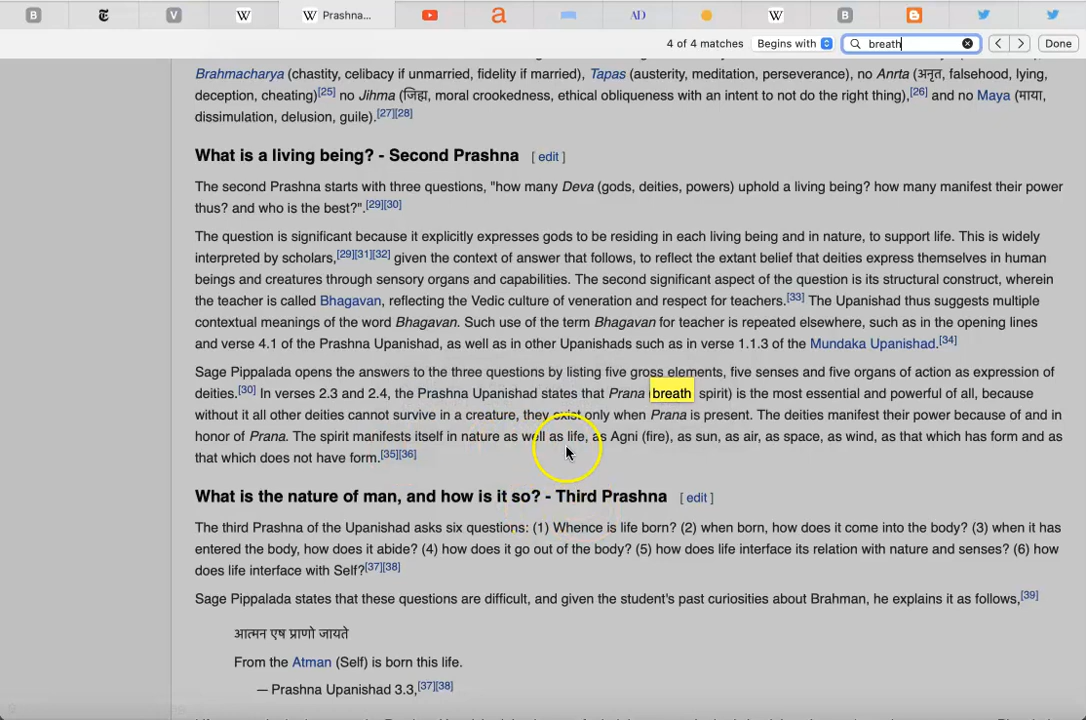 Prashna...
4 of 4 matches Begins with breath Done
Brahmacharya (chastity, celibacy if unmarried, fidelity if married), Tapas (austerity, meditation, perseverance), no Anrta (अनृत, falsehood, lying,
deception, cheating)[25] no Jihma (जिह्म, moral crookedness, ethical obliqueness with an intent to not do the right thing),[26] and no Maya (माया,
dissimulation, delusion, guile).[27][28]
What is a living being? - Second Prashna [ edit ]
The second Prashna starts with three questions, "how many Deva (gods, deities, powers) uphold a living being? how many manifest their power
thus? and who is the best?".[29][30]
The question is significant because it explicitly expresses gods to be residing in each living being and in nature, to support life. This is widely
interpreted by scholars,[29][31][32] given the context of answer that follows, to reflect the extant belief that deities express themselves in human
beings and creatures through sensory organs and capabilities. The second significant aspect of the question is its structural construct, wherein
the teacher is called Bhagavan, reflecting the Vedic culture of veneration and respect for teachers.[33] The Upanishad thus suggests multiple
contextual meanings of the word Bhagavan. Such use of the term Bhagavan for teacher is repeated elsewhere, such as in the opening lines
and verse 4.1 of the Prashna Upanishad, as well as in other Upanishads such as in verse 1.1.3 of the Mundaka Upanishad.[34]
Sage Pippalada opens the answers to the three questions by listing five gross elements, five senses and five organs of action as expression of
deities.[30] In verses 2.3 and 2.4, the Prashna Upanishad states that Prana breath spirit) is the most essential and powerful of all, because
without it all other deities cannot survive in a creature, they exist only when Prana is present. The deities manifest their power because of and in
honor of Prana. The spirit manifests itself in nature as well as life, as Agni (fire), as sun, as air, as space, as wind, as that which has form and as
that which does not have form.[35][36]
What is the nature of man, and how is it so? - Third Prashna [ edit ]
The third Prashna of the Upanishad asks six questions: (1) Whence is life born? (2) when born, how does it come into the body? (3) when it has
entered the body, how does it abide? (4) how does it go out of the body? (5) how does life interface its relation with nature and senses? (6) how
does life interface with Self?[37][38]
Sage Pippalada states that these questions are difficult, and given the student's past curiosities about Brahman, he explains it as follows,[39]
आत्मन एष प्राणो जायते
From the Atman (Self) is born this life.
— Prashna Upanishad 3.3,[37][38]